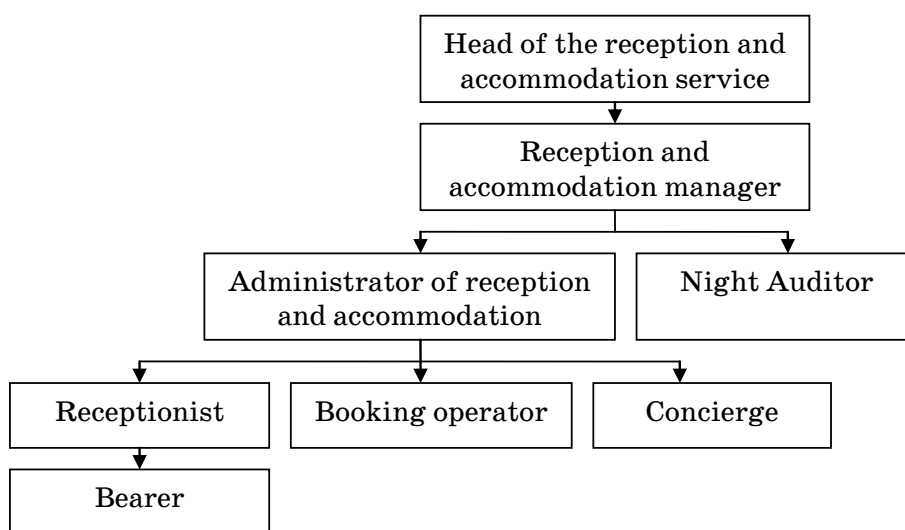 Head of the reception and
accommodation service
Reception and
accommodation manager
Administrator of reception
and accommodation
Night Auditor
Receptionist
Booking operator
Concierge
Bearer